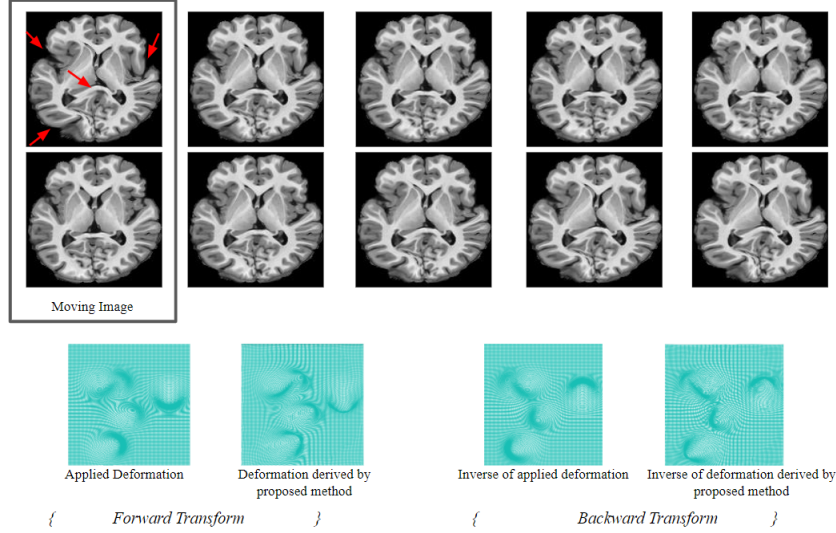 Moving Image
Applied Deformation
Deformation derived by
proposed method
Inverse of applied deformation
Inverse of deformation derived by
proposed method
{ Forward Transform }
{ Backward Transform }